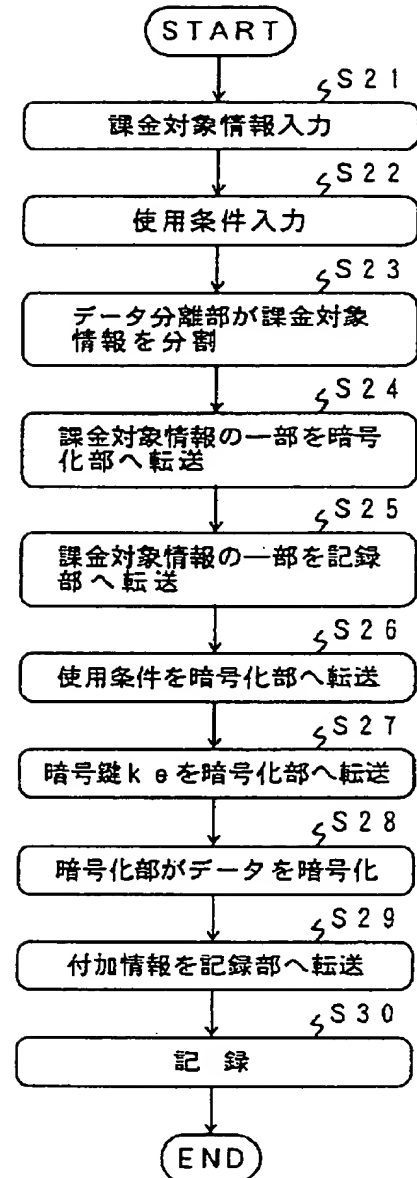 START
S21
課金対象情報入力
S22
使用条件入力
S23
データ分離部が課金対象
情報を分割
S24
課金対象情報の一部を暗号
化部へ転送
S25
課金対象情報の一部を記録
部へ転送
S26
使用条件を暗号化部へ転送
S27
暗号鍵keを暗号化部へ転送
S28
暗号化部がデータを暗号化
S29
付加情報を記録部へ転送
S30
記 録
END